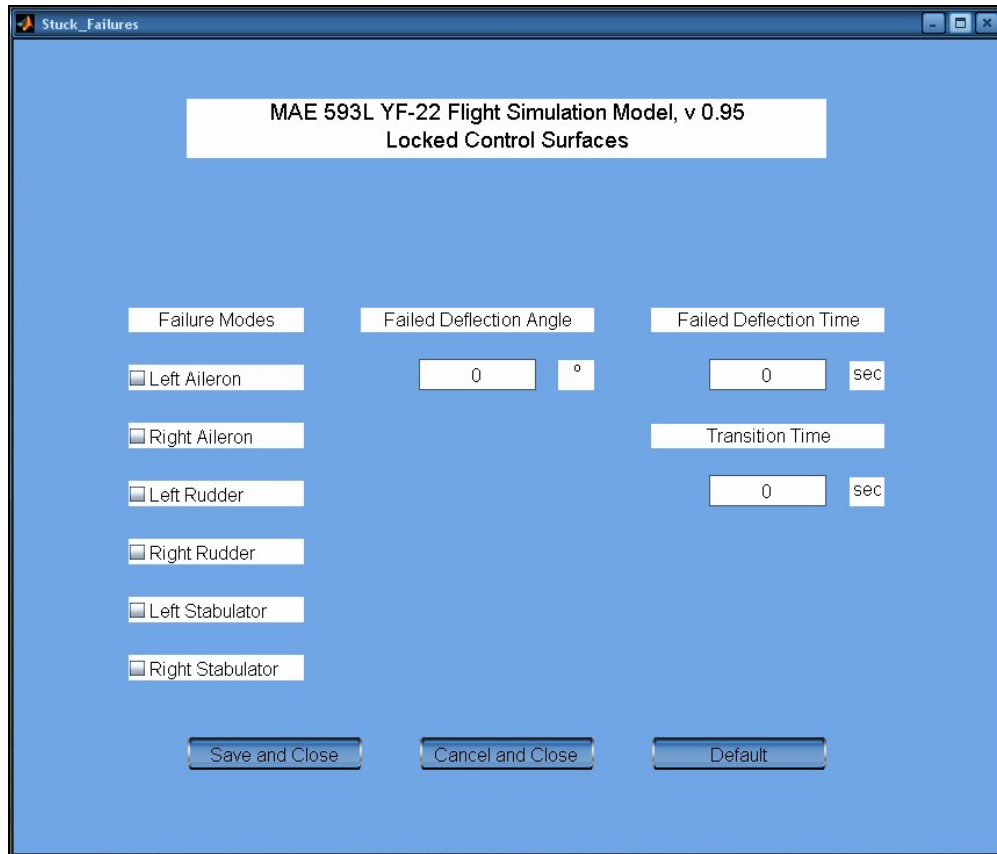 Stuck_Failures
MAE 593L YF-22 Flight Simulation Model, v 0.95
Locked Control Surfaces
Failure Modes
Failed Deflection Angle
Failed Deflection Time
Left Aileron
0
º
0
sec
Right Aileron
Transition Time
Left Rudder
0
sec
Right Rudder
Left Stabulator
Right Stabulator
Save and Close
Cancel and Close
Default